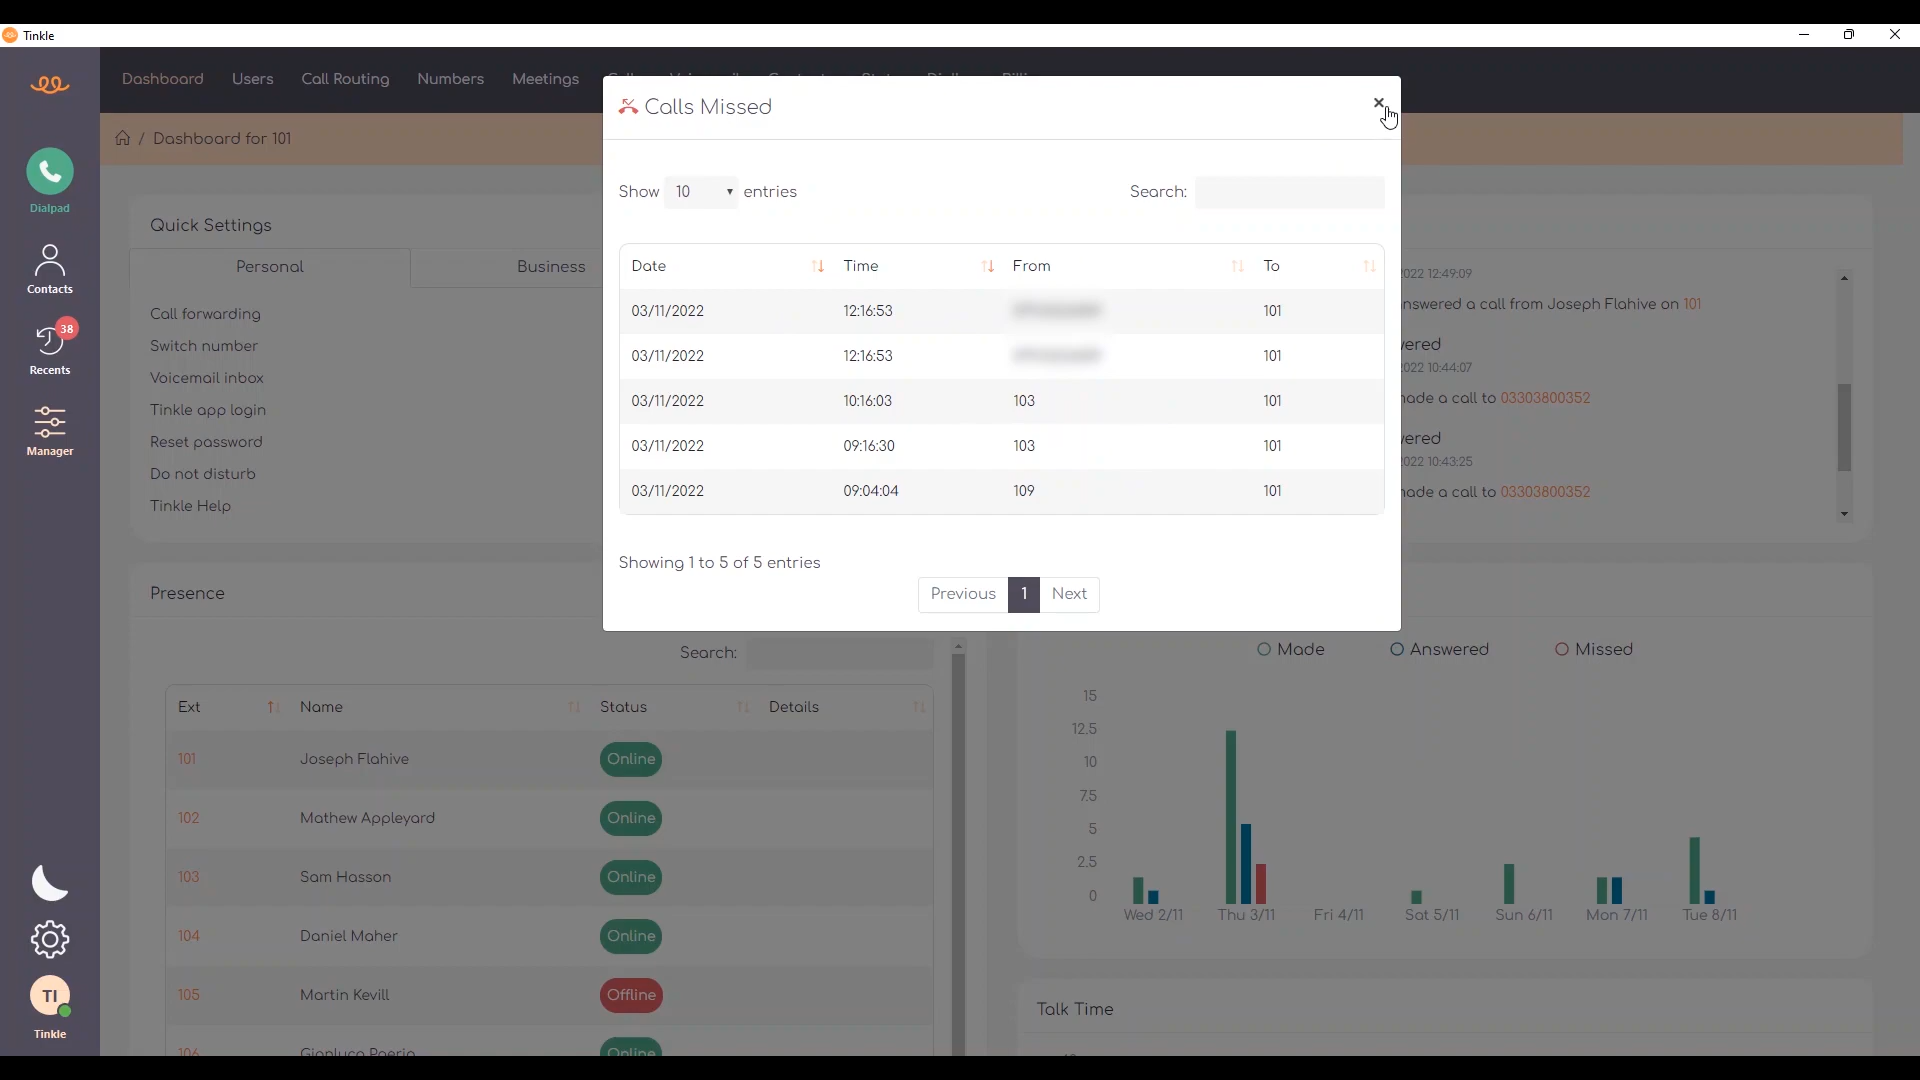 Tinkle
Dashboard Users Call Routing Numbers Meetings
Calls Missed
Dashboard for 101
Dialpad
Contacts
38
Recents
Manager
TI
Tinkle
Show 10 entries
Search:
Date Time From To
03/11/2022 12:16:53 101
03/11/2022 12:16:53 101
03/11/2022 10:16:03 103 101
03/11/2022 09:16:30 103 101
03/11/2022 09:04:04 109 101
Showing 1 to 5 of 5 entries
Previous 1 Next
Quick Settings
Personal Business
Call forwarding
Switch number
Voicemail inbox
Tinkle app login
Reset password
Do not disturb
Tinkle Help
022 12:49:09
nswered a call from Joseph Flahive on 101
vered
022 10:44:07
nade a call to 03303800352
vered
022 10:43:25
nade a call to 03303800352
Presence
Search:
Ext Name Status Details
101 Joseph Flahive Online
102 Mathew Appleyard Online
103 Sam Hasson Online
104 Daniel Maher Online
105 Martin Kevill Offline
106 Online
Made Answered Missed
15
12.5
10
7.5
5
2.5
0
Wed 2/11 Thu 3/11 Fri 4/11 Sat 5/11 Sun 6/11 Mon 7/11 Tue 8/11
Talk Time